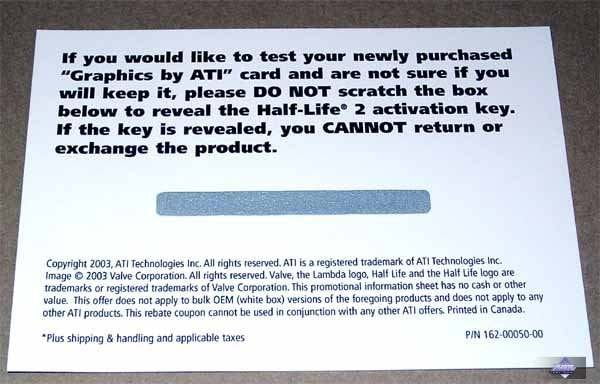 If you would like to test your newly purchased
“Graphics by ATI” card and are not sure if you
will keep it, please DO NOT scratch the box
below to reveal the Half-Life® 2 activation key.
If the key is revealed, you CANNOT return or
exchange the product.
Copyright 2003, ATI Technologies Inc. All rights reserved. ATI is a registered trademark of ATI Technologies Inc.
Image © 2003 Valve Corporation. All rights reserved. Valve, the Lambda logo, Half Life and the Half Life logo are
trademarks or registered trademarks of Valve Corporation. This promotional information sheet has no cash or other
value. This offer does not apply to bulk OEM (white box) versions of the foregoing products and does not apply to any
other ATI products. This rebate coupon cannot be used in conjunction with any other ATI offers. Printed in Canada.
*Plus shipping & handling and applicable taxes
P/N 162-00050-00